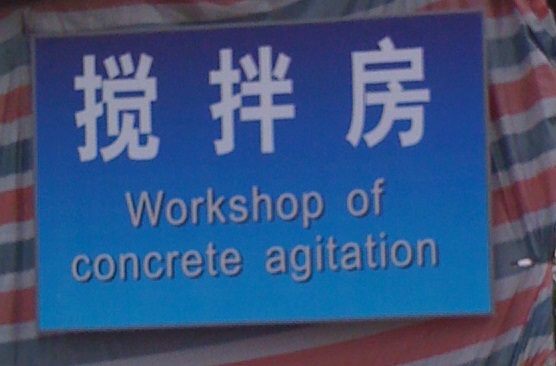 搅拌房
Workshop of
concrete agitation